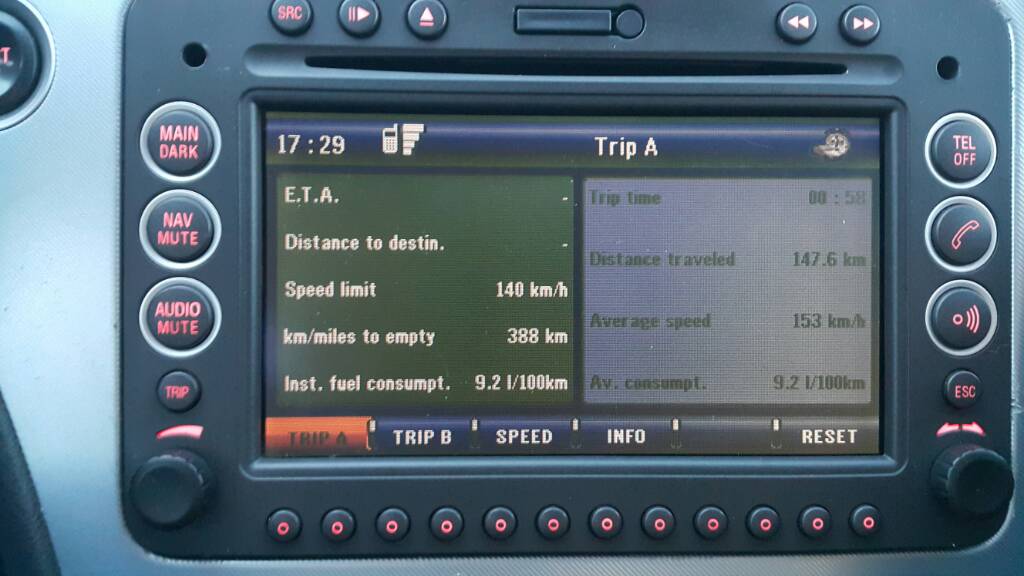 SRC
MAIN DARK
NAV MUTE
AUDIO MUTE
TRIP
17 : 29
Trip A
E.T.A. -
Distance to destin. -
Speed limit 140 km/h
km/miles to empty 388 km
Inst. fuel consumpt. 9.2 l/100km
Trip time 00 : 58
Distance traveled 147.6 km
Average speed 153 km/h
Av. consumpt. 9.2 l/100km
TRIP A TRIP B SPEED INFO RESET
TEL OFF
ESC